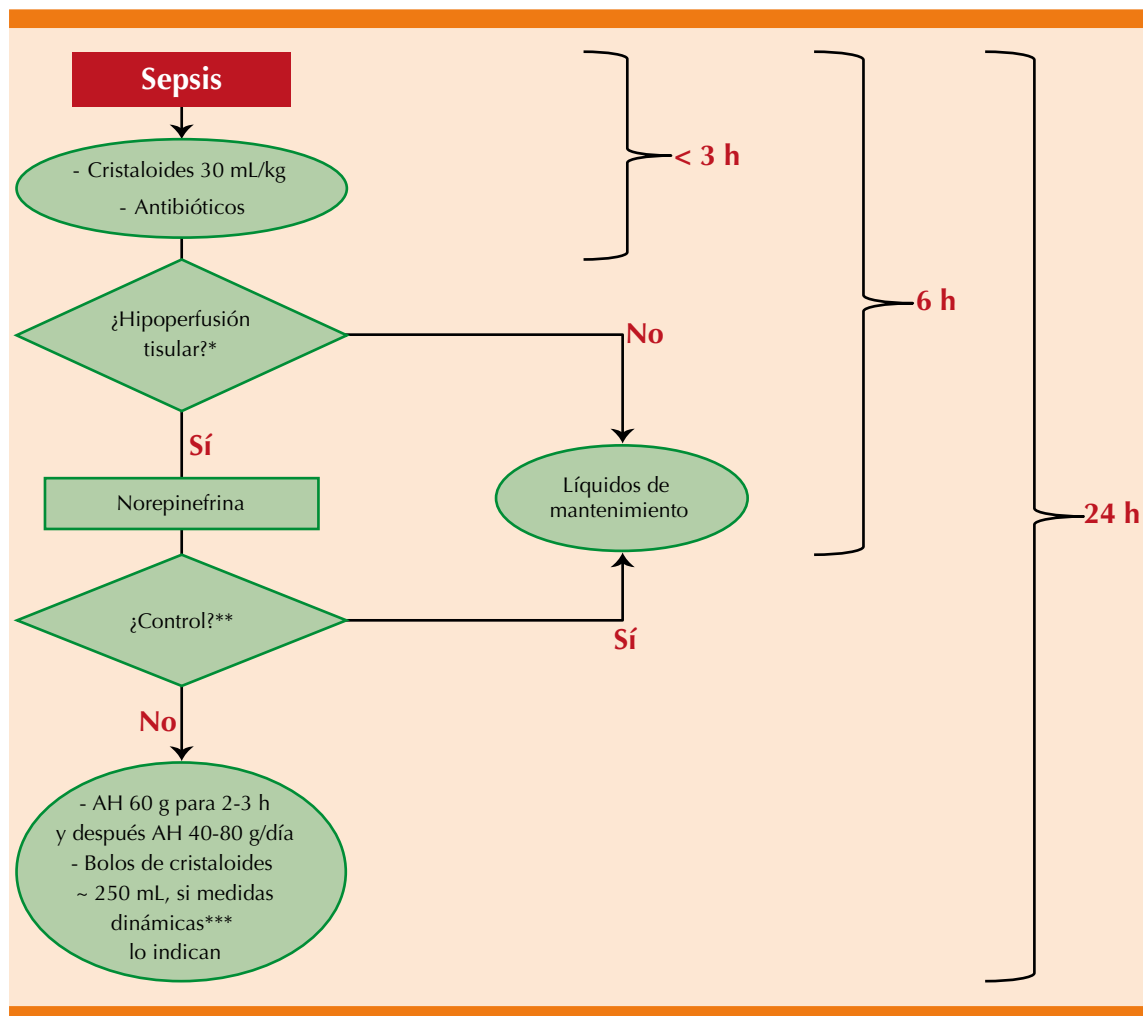 Sepsis
- Cristaloides 30 mL/kg
- Antibióticos
< 3 h
¿Hipoperfusión
tisular?*
No
6 h
Sí
Norepinefrina
Líquidos de
mantenimiento
24 h
¿Control?**
Sí
No
- AH 60 g para 2-3 h
y después AH 40-80 g/día
- Bolos de cristaloides
~ 250 mL, si medidas
dinámicas***
lo indican